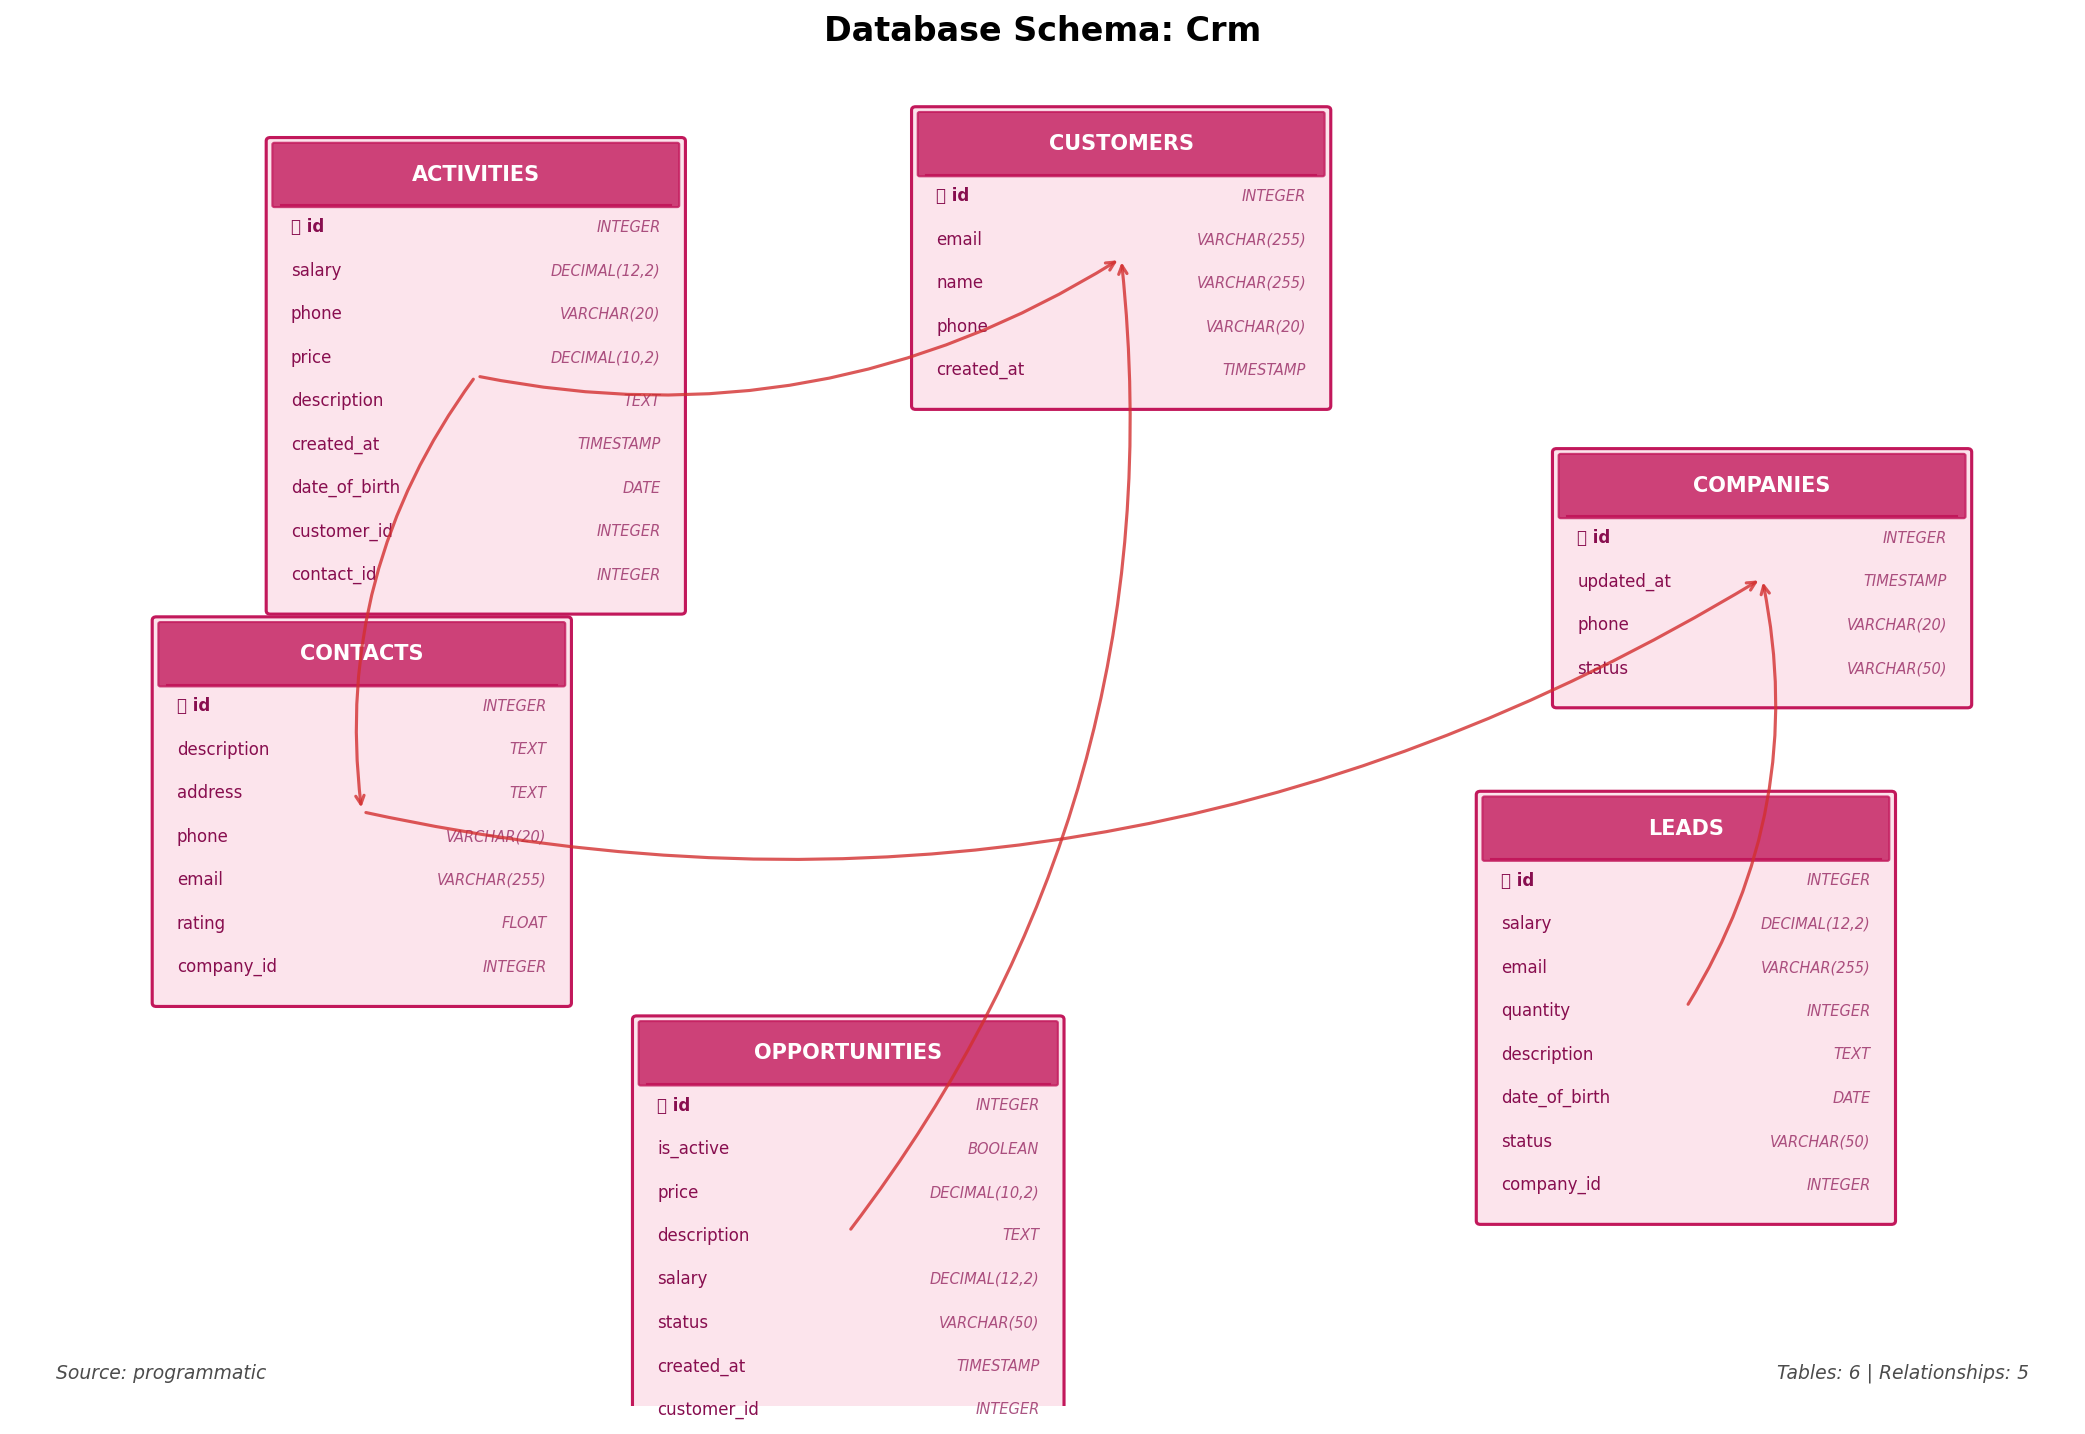 Database Schema: Crm
ACTIVITIES
id INTEGER
salary DECIMAL(12,2)
phone VARCHAR(20)
price DECIMAL(10,2)
description TEXT
created_at TIMESTAMP
date_of_birth DATE
customer_id INTEGER
contact_id INTEGER
CUSTOMERS
id INTEGER
email VARCHAR(255)
name VARCHAR(255)
phone VARCHAR(20)
created_at TIMESTAMP
COMPANIES
id INTEGER
updated_at TIMESTAMP
phone VARCHAR(20)
status VARCHAR(50)
CONTACTS
id INTEGER
description TEXT
address TEXT
phone VARCHAR(20)
email VARCHAR(255)
rating FLOAT
company_id INTEGER
LEADS
id INTEGER
salary DECIMAL(12,2)
email VARCHAR(255)
quantity INTEGER
description TEXT
date_of_birth DATE
status VARCHAR(50)
company_id INTEGER
OPPORTUNITIES
id INTEGER
is_active BOOLEAN
price DECIMAL(10,2)
description TEXT
salary DECIMAL(12,2)
status VARCHAR(50)
created_at TIMESTAMP
customer_id INTEGER
Source: programmatic
Tables: 6 | Relationships: 5